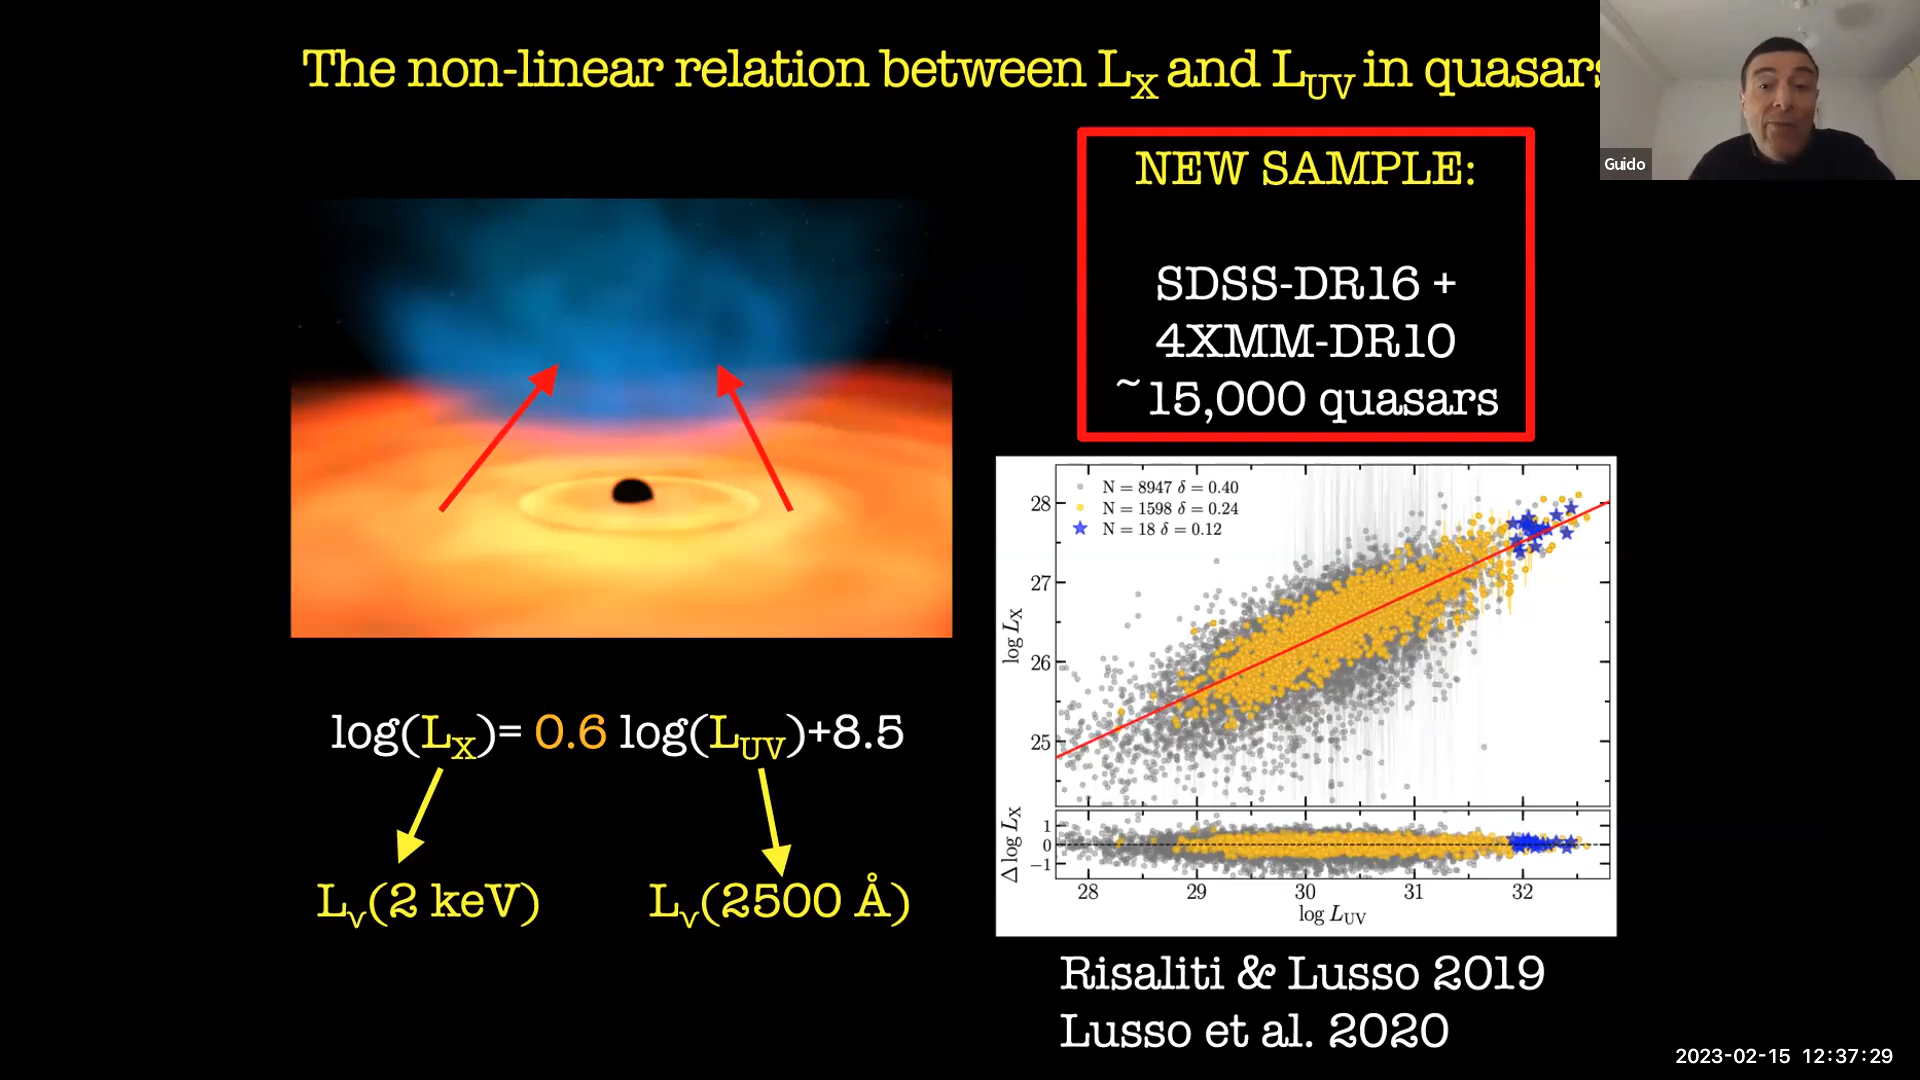 The non-linear relation between LX and LUV in quasars
Guido
NEW SAMPLE:
SDSS-DR16 +
4XMM-DR10
~15,000 quasars
N = 8947 δ = 0.40
N = 1598 δ = 0.24
N = 18 δ = 0.12
28
27
26
25
log LX
1
0
−1
Δ log LX
28 29 30 31 32
log LUV
log(LX)= 0.6 log(LUV)+8.5
Lν(2 keV) Lν(2500 Å)
Risaliti & Lusso 2019
Lusso et al. 2020
2023-02-15 12:37:29